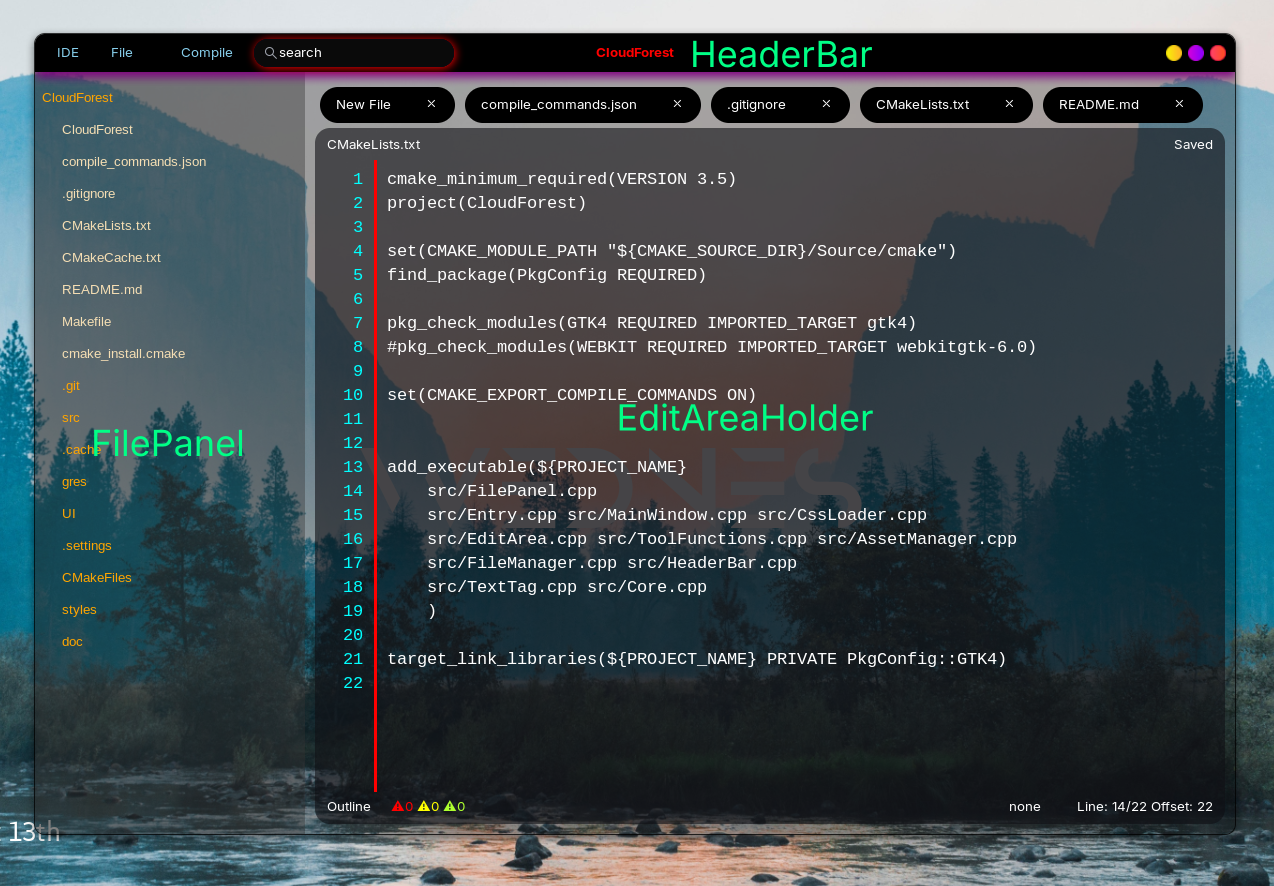 IDE File Compile search CloudForest HeaderBar
CloudForest
CloudForest
compile_commands.json
.gitignore
CMakeLists.txt
CMakeCache.txt
README.md
Makefile
cmake_install.cmake
.git
src
.cache
gres
UI
.settings
CMakeFiles
styles
doc
FilePanel
New File × compile_commands.json × .gitignore × CMakeLists.txt × README.md ×
CMakeLists.txt Saved
1 cmake_minimum_required(VERSION 3.5)
2 project(CloudForest)
3
4 set(CMAKE_MODULE_PATH "${CMAKE_SOURCE_DIR}/Source/cmake")
5 find_package(PkgConfig REQUIRED)
6
7 pkg_check_modules(GTK4 REQUIRED IMPORTED_TARGET gtk4)
8 #pkg_check_modules(WEBKIT REQUIRED IMPORTED_TARGET webkitgtk-6.0)
9
10 set(CMAKE_EXPORT_COMPILE_COMMANDS ON)
11
12
13 add_executable(${PROJECT_NAME}
14     src/FilePanel.cpp
15     src/Entry.cpp src/MainWindow.cpp src/CssLoader.cpp
16     src/EditArea.cpp src/ToolFunctions.cpp src/AssetManager.cpp
17     src/FileManager.cpp src/HeaderBar.cpp
18     src/TextTag.cpp src/Core.cpp
19     )
20
21 target_link_libraries(${PROJECT_NAME} PRIVATE PkgConfig::GTK4)
22
EditAreaHolder
Outline 0 0 0 none Line: 14/22 Offset: 22
13th